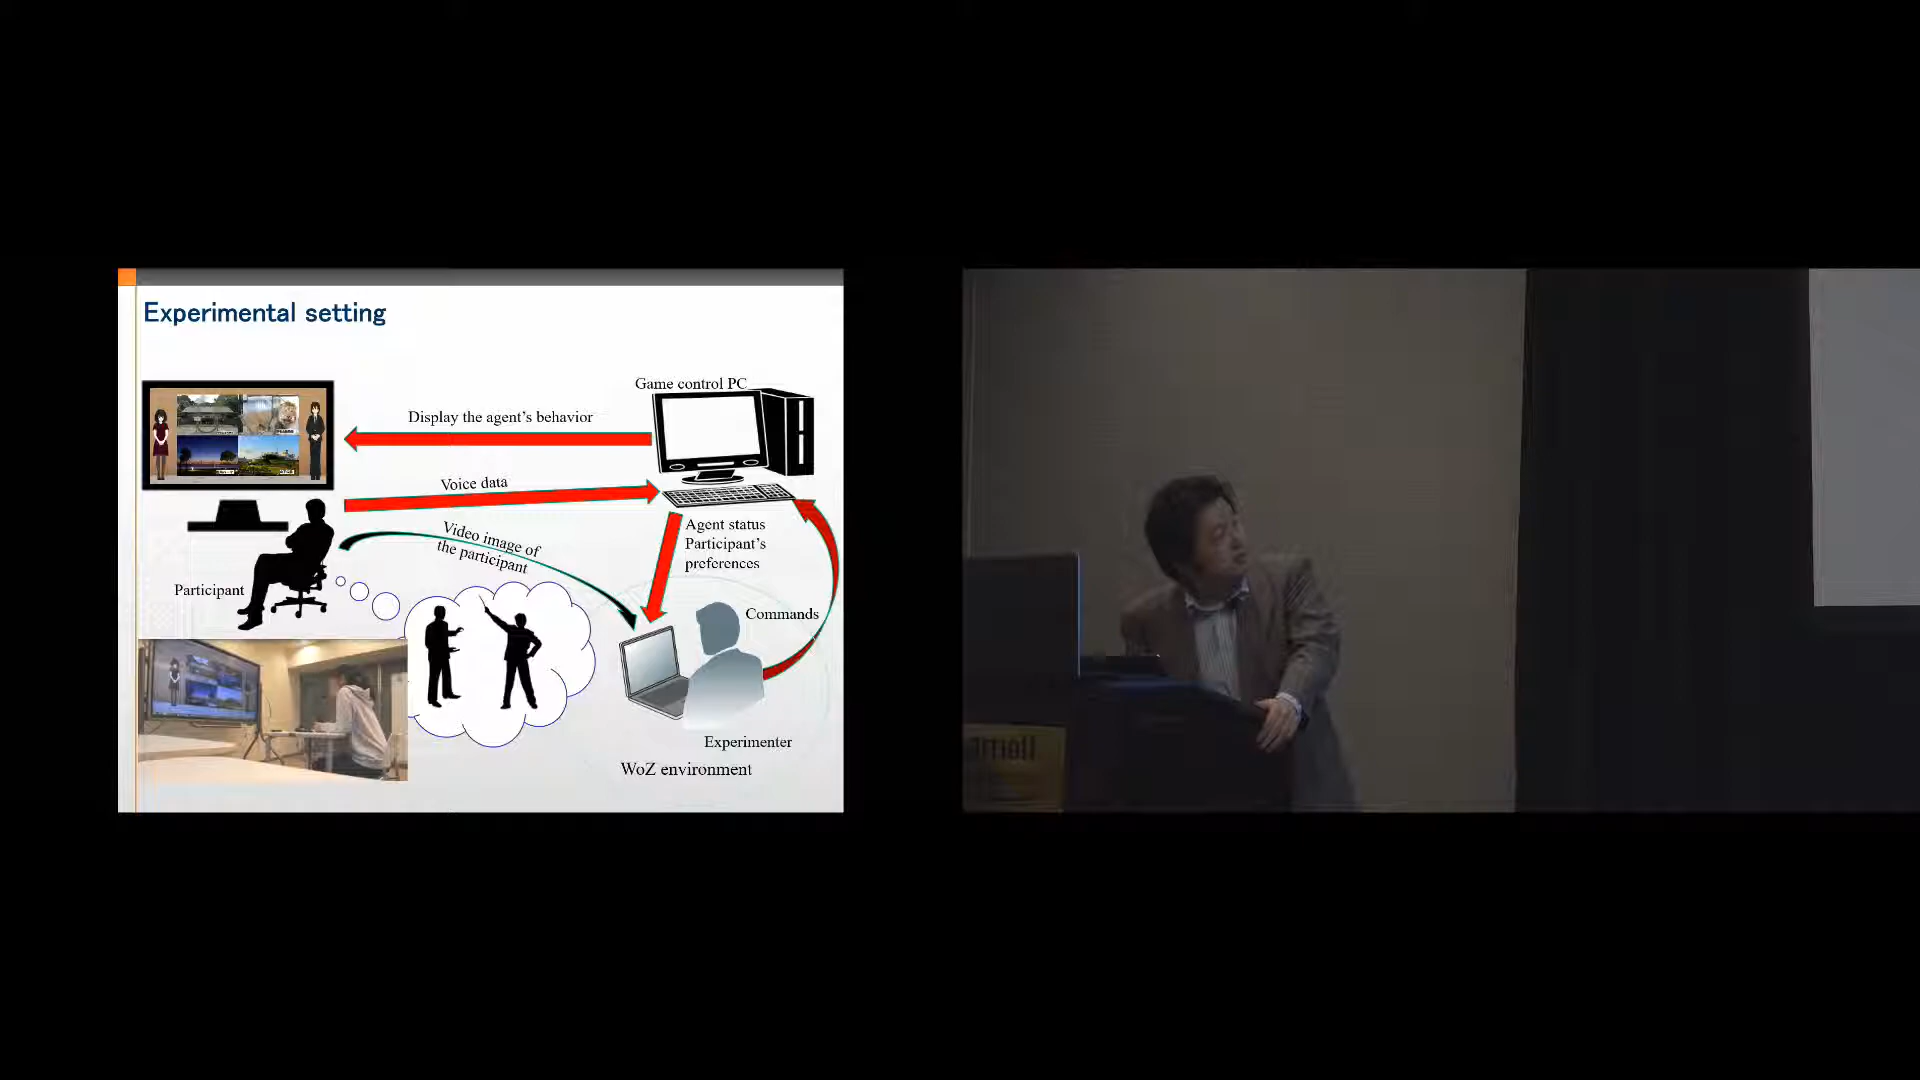 Experimental setting
Game control PC
Display the agent's behavior
Voice data
Video image of
the participant
Agent status
Participant's
preferences
Participant
Commands
Experimenter
WoZ environment